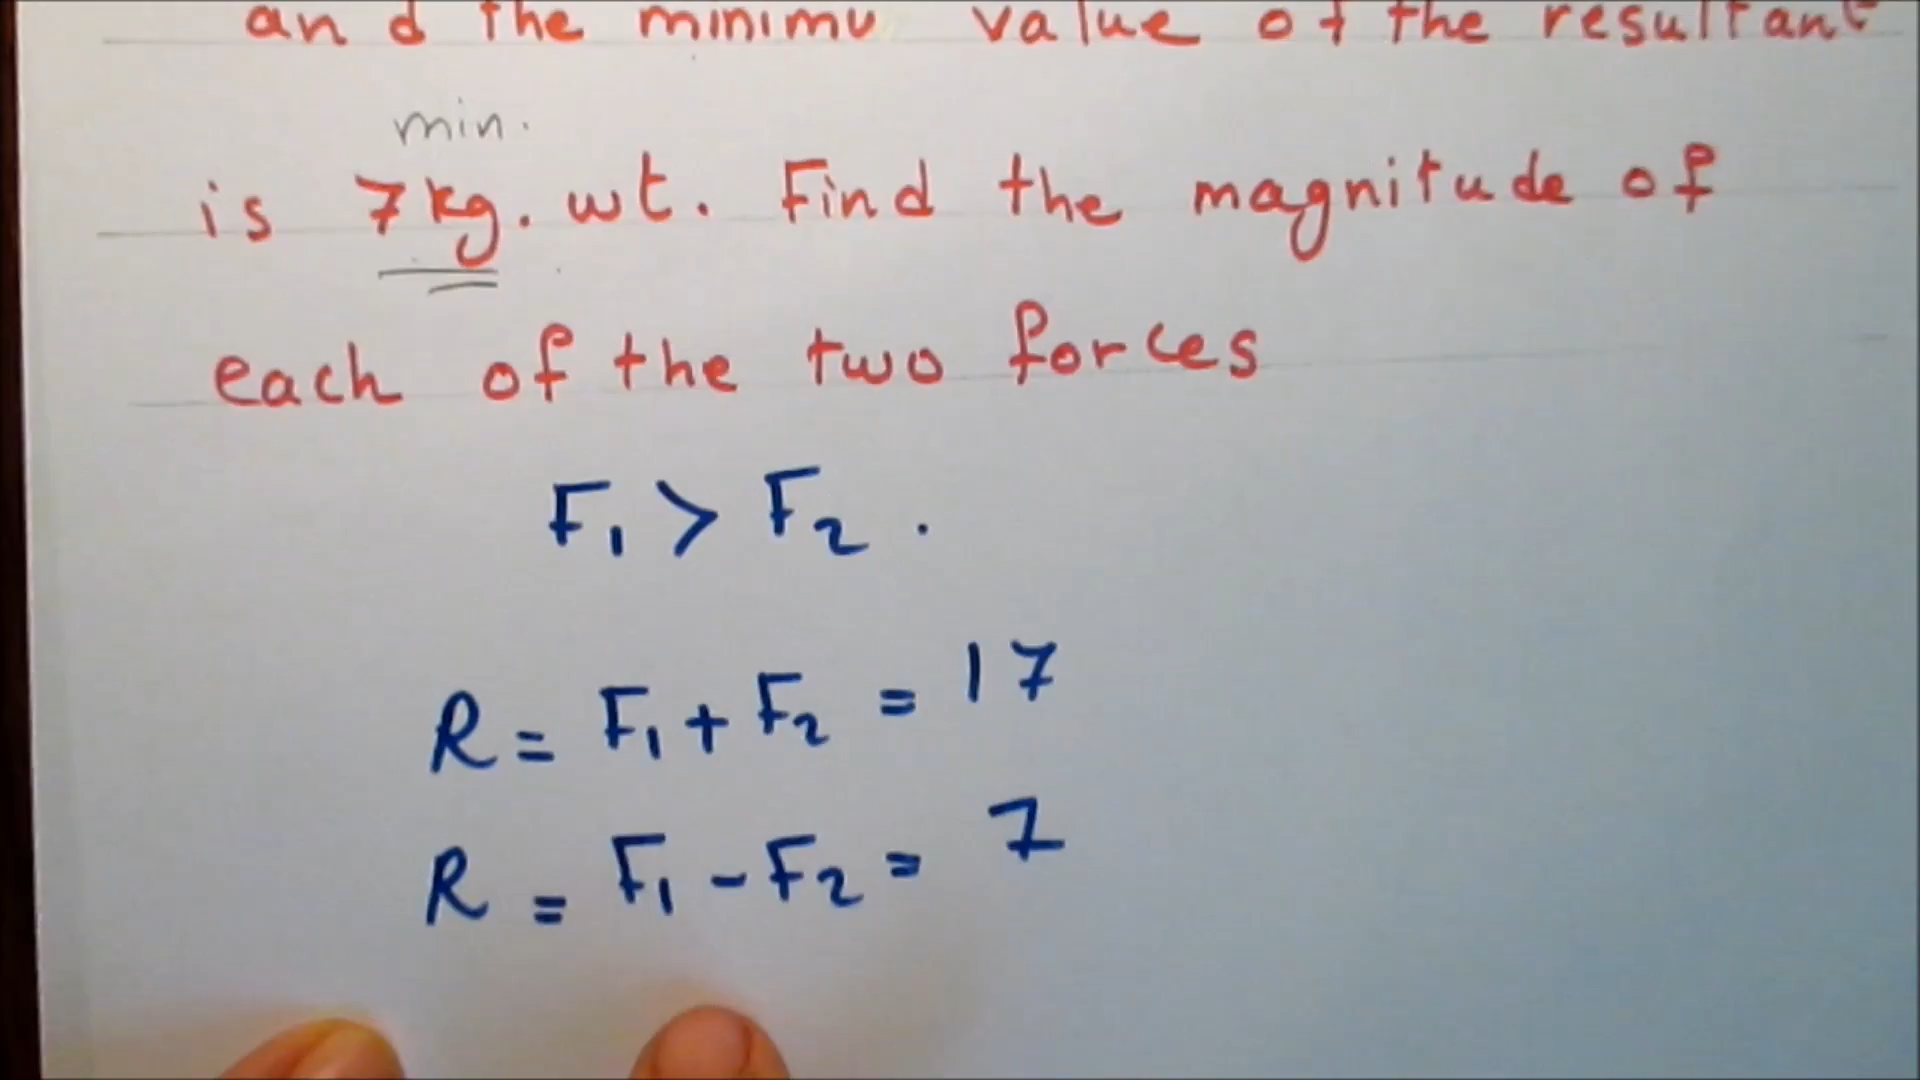 and the minimu value of the resultant
min.
is 7kg. wt. Find the magnitude of
each of the two forces
F₁ > F₂ .
R = F₁ + F₂ = 17
R = F₁ - F₂ = 7